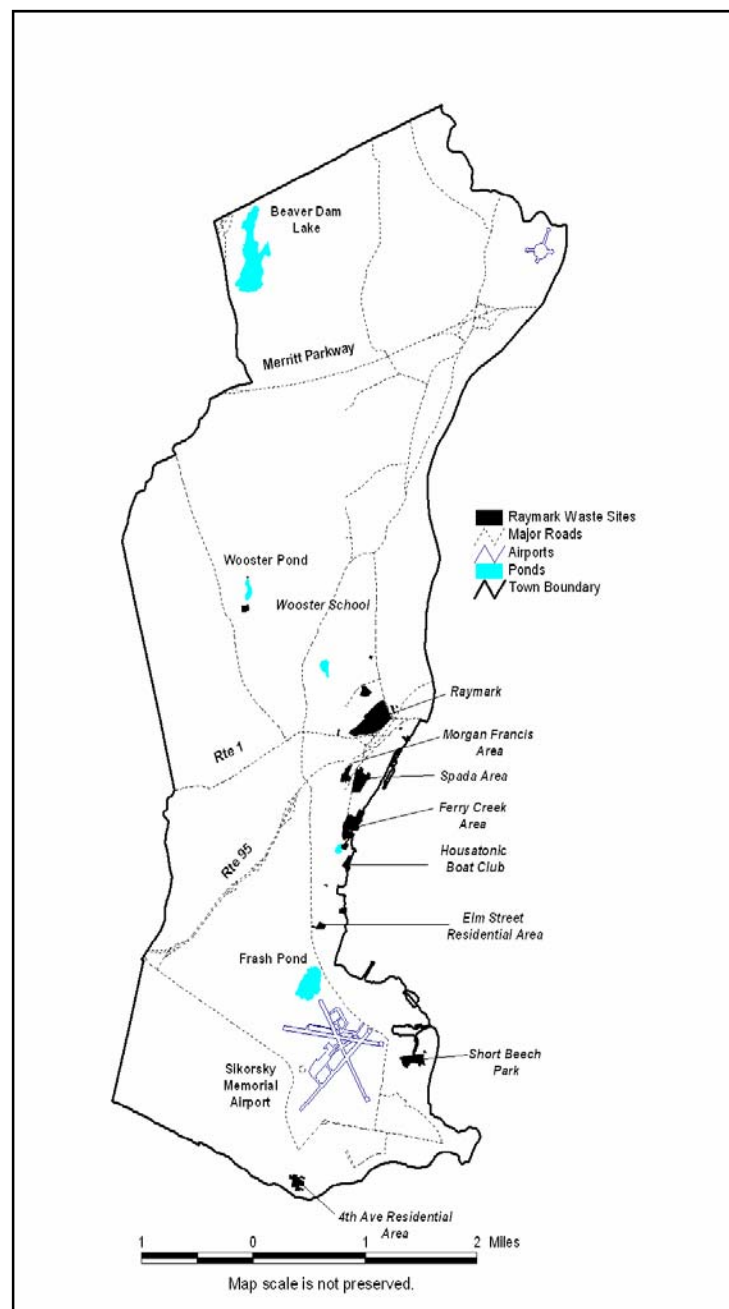 Beaver Dam
Lake
Merritt Parkway
Raymark Waste Sites
Major Roads
Airports
Ponds
Town Boundary
Wooster Pond
Wooster School
Raymark
Morgan Francis
Area
Rte 1
Spada Area
Ferry Creek
Area
Rte 95
Housatonic
Boat Club
Elm Street
Residential Area
Frash Pond
Short Beech
Park
Sikorsky
Memorial
Airport
4th Ave Residential
Area
1 0 1 2 Miles
Map scale is not preserved.